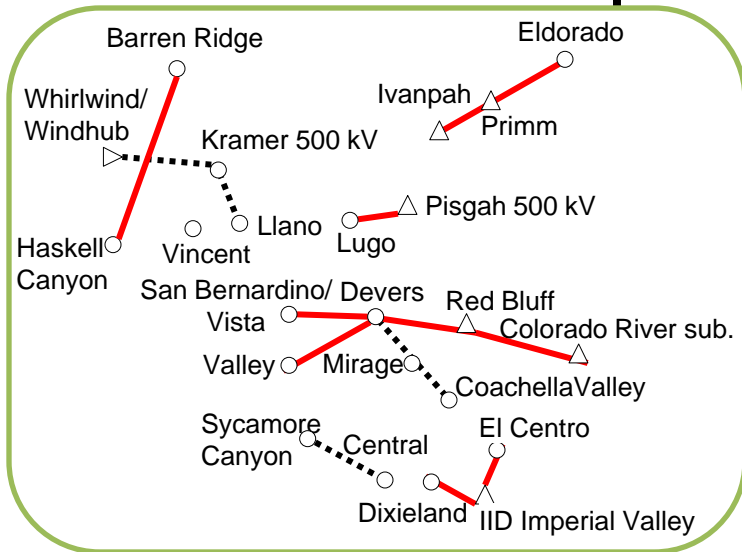 Barren Ridge
Eldorado
Whirlwind/
Windhub
Ivanpah
Primm
Kramer 500 kV
Pisgah 500 kV
Llano
Lugo
Vincent
Haskell
Canyon
San Bernardino/
Vista
Devers
Red Bluff
Colorado River sub.
Valley
Mirage
CoachellaValley
Sycamore
Canyon
Central
El Centro
Dixieland
IID Imperial Valley